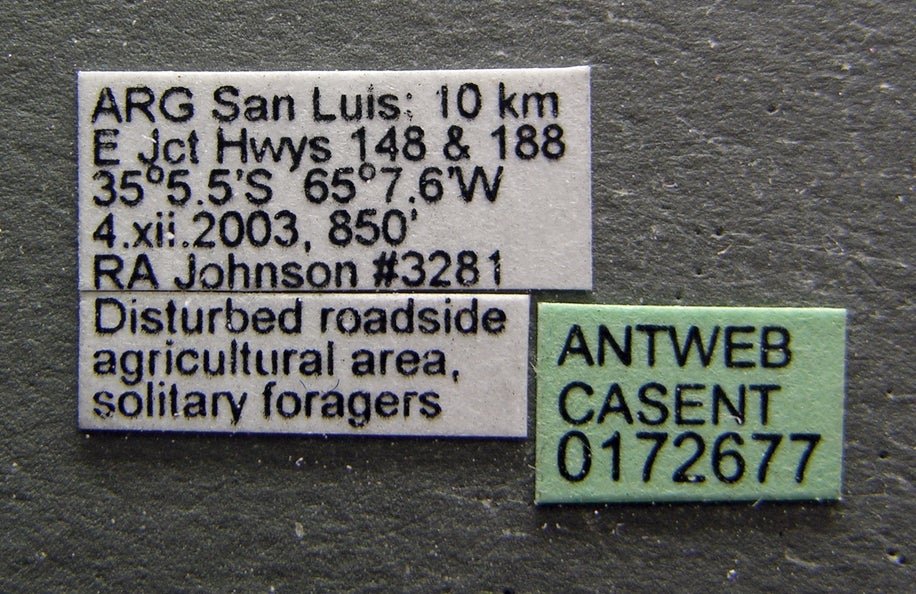 ARG San Luis: 10 km
E Jct Hwys 148 & 188
35°5.5'S 65°7.6'W
4.xii.2003, 850'
RA Johnson #3281
Disturbed roadside
agricultural area,
solitary foragers
ANTWEB
CASENT
0172677